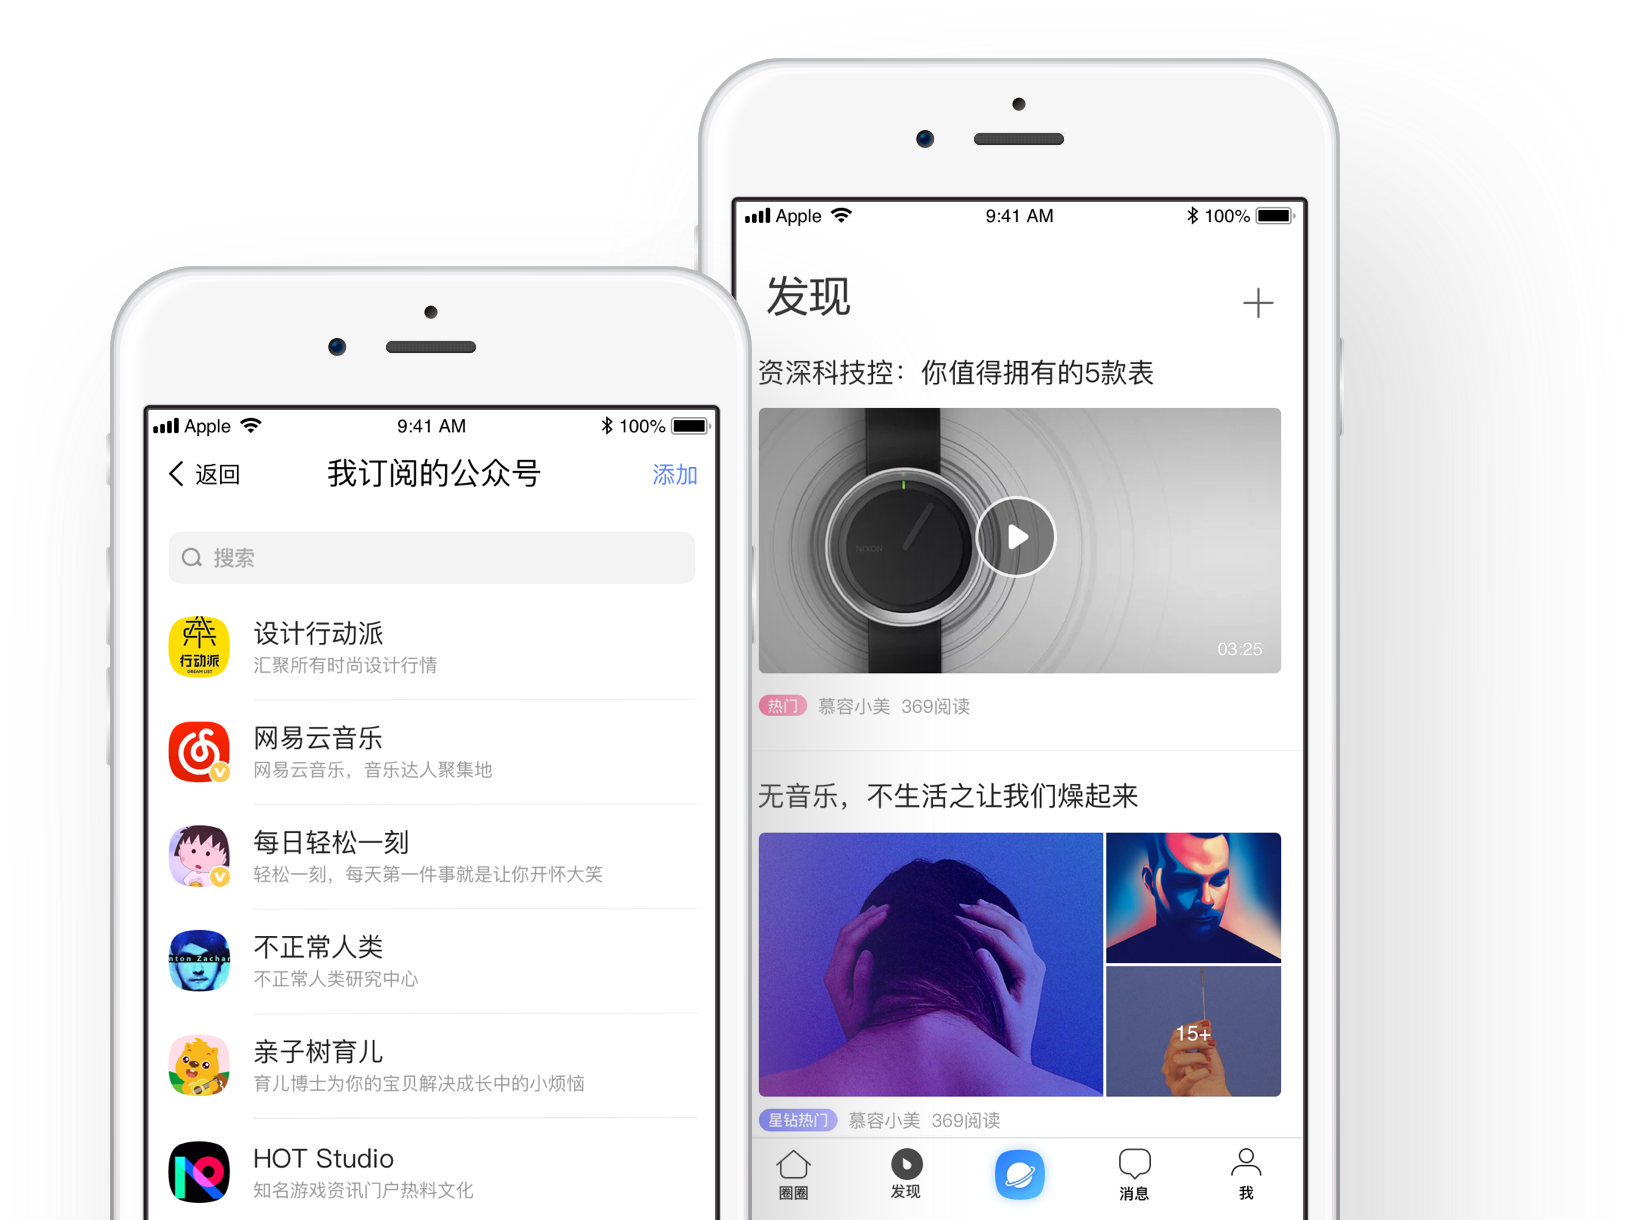 Apple 9:41 AM 100%
返回 我订阅的公众号 添加
搜索
行动派
DREAM LIST
设计行动派
汇聚所有时尚设计行情
网易云音乐
网易云音乐，音乐达人聚集地
每日轻松一刻
轻松一刻，每天第一件事就是让你开怀大笑
nton Zachar
不正常人类
不正常人类研究中心
亲子树育儿
育儿博士为你的宝贝解决成长中的小烦恼
HOT Studio
知名游戏资讯门户热料文化
Apple 9:41 AM 100%
发现
资深科技控：你值得拥有的5款表
NIXON
03:25
热门 慕容小美 369阅读
无音乐，不生活之让我们燥起来
15+
星钻热门 慕容小美 369阅读
圈圈 发现 消息 我